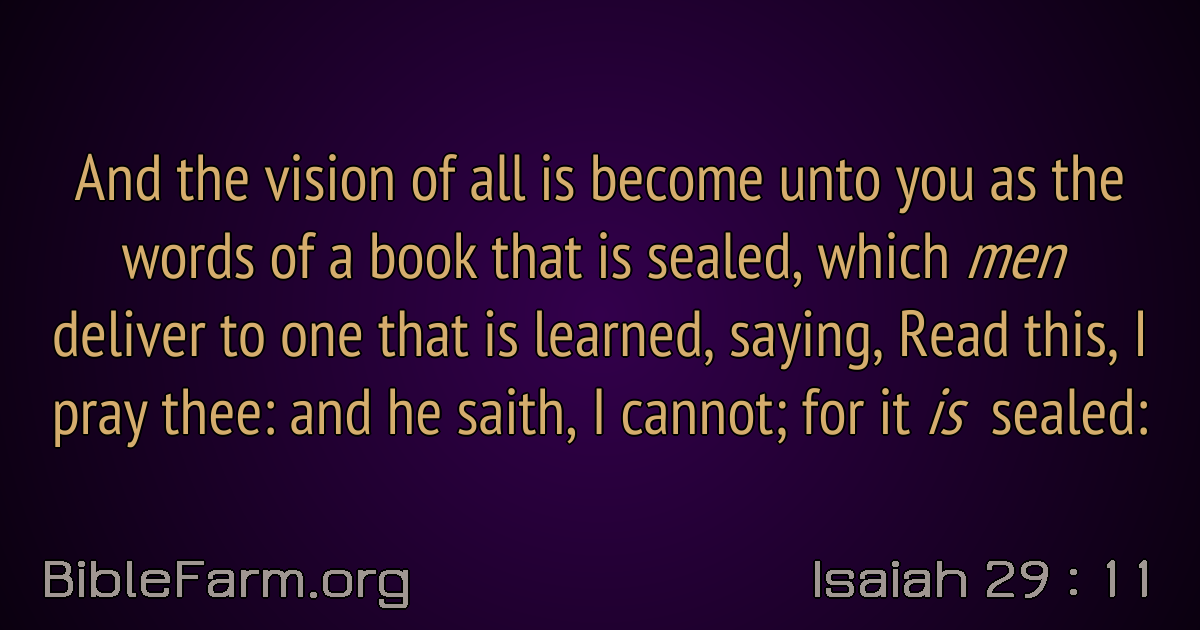 And the vision of all is become unto you as the
words of a book that is sealed, which men
deliver to one that is learned, saying, Read this, I
pray thee: and he saith, I cannot; for it is sealed:
BibleFarm.org
Isaiah 29 : 11